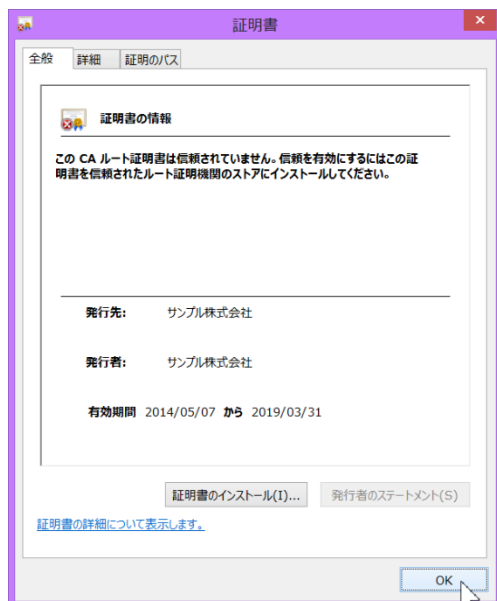 証明書
全般 詳細 証明のパス
証明書の情報
この CA ルート証明書は信頼されていません。信頼を有効にするにはこの証
明書を信頼されたルート証明機関のストアにインストールしてください。
発行先: サンプル株式会社
発行者: サンプル株式会社
有効期間 2014/05/07 から 2019/03/31
証明書のインストール(I)... 発行者のステートメント(S)
証明書の詳細について表示します。
OK